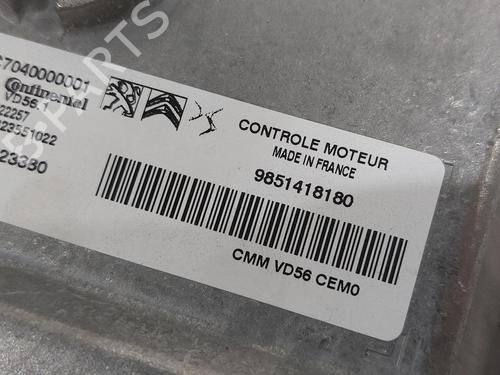 7040000001
Continental
VD56.1
22257
23551022
23330
CONTROLE MOTEUR
MADE IN FRANCE
9851418180
CMM VD56 CEM0
PARTS